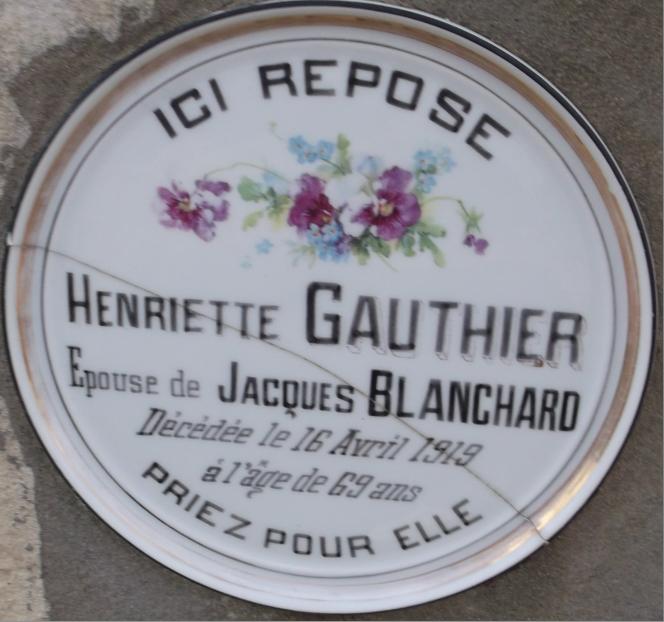 ICI REPOSE
HENRIETTE GAUTHIER
Epouse de JACQUES BLANCHARD
Décédée le 16 Avril 1919
á l'âge de 69 ans
PRIEZ POUR ELLE